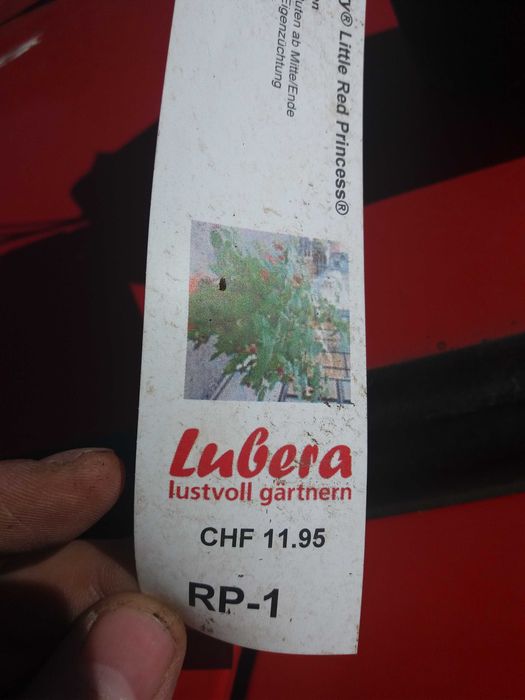 y® Little Red Princess®
uten ab Mitte/Ende
Eigenzüchtung
Lubera
lustvoll gärtnern
CHF 11.95
RP-1